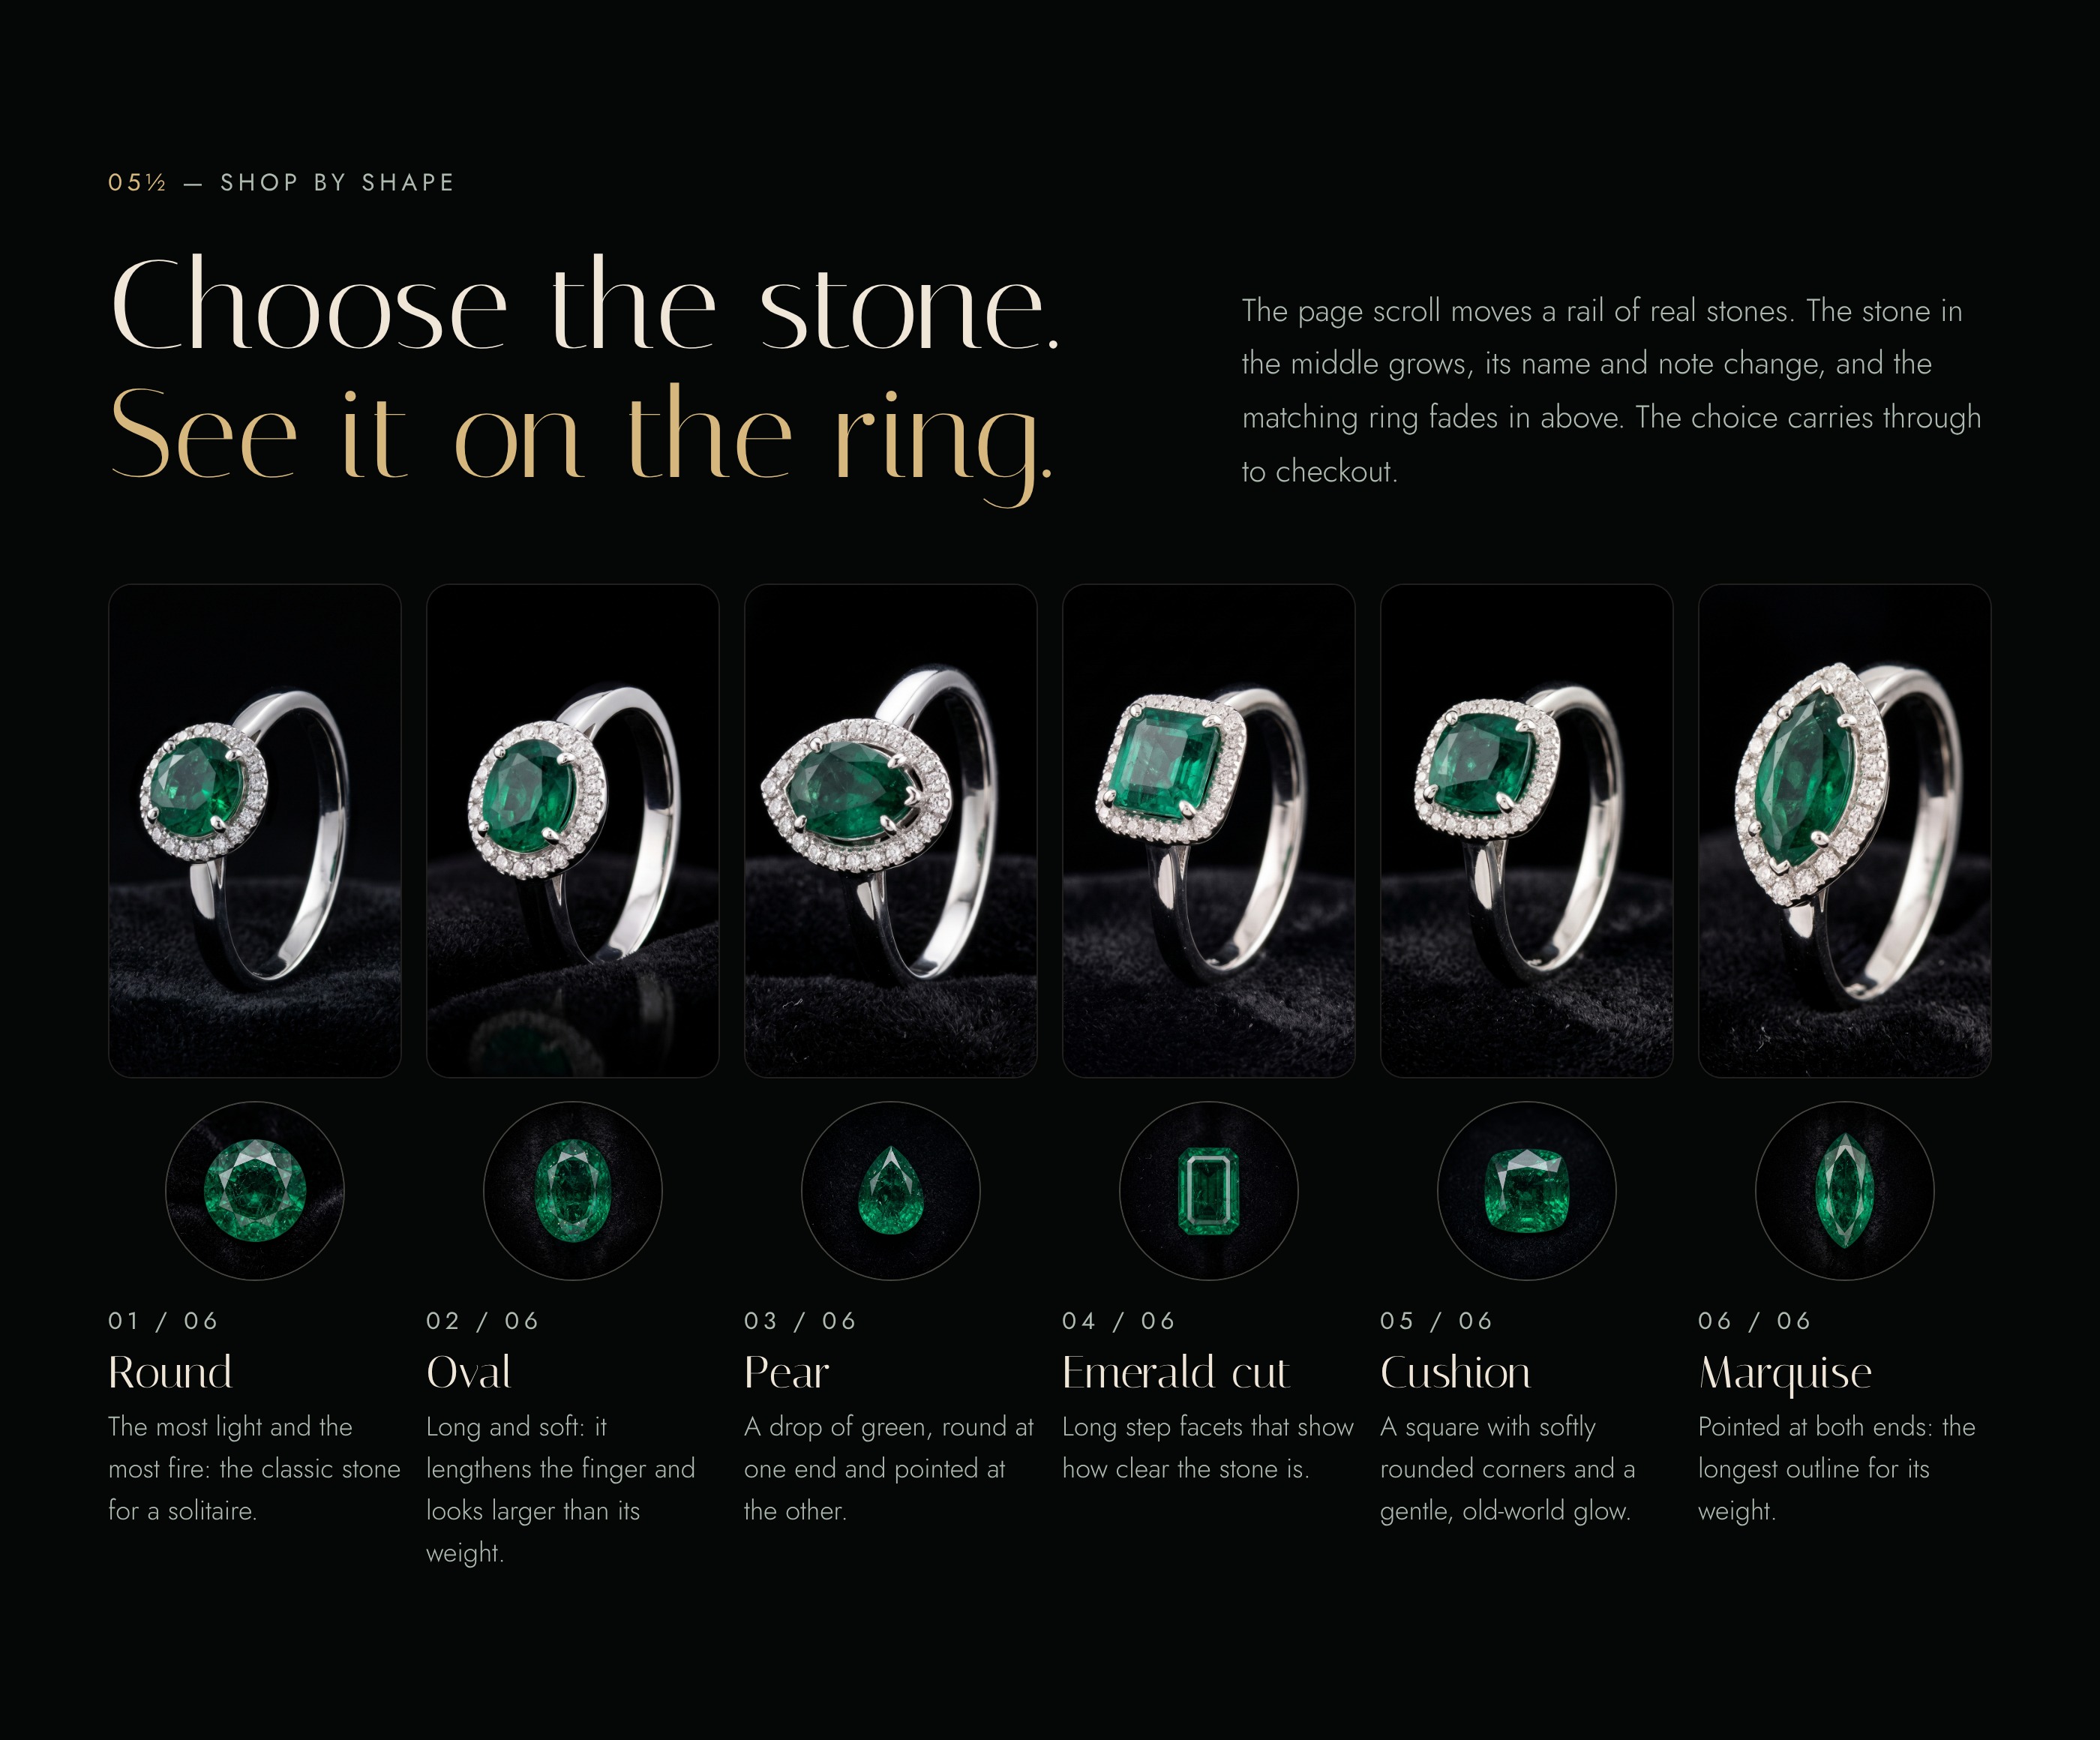 05½ — SHOP BY SHAPE
Choose the stone.
See it on the ring.
The page scroll moves a rail of real stones. The stone in
the middle grows, its name and note change, and the
matching ring fades in above. The choice carries through
to checkout.
01 / 06
Round
The most light and the
most fire: the classic stone
for a solitaire.
02 / 06
Oval
Long and soft: it
lengthens the finger and
looks larger than its
weight.
03 / 06
Pear
A drop of green, round at
one end and pointed at
the other.
04 / 06
Emerald cut
Long step facets that show
how clear the stone is.
05 / 06
Cushion
A square with softly
rounded corners and a
gentle, old-world glow.
06 / 06
Marquise
Pointed at both ends: the
longest outline for its
weight.